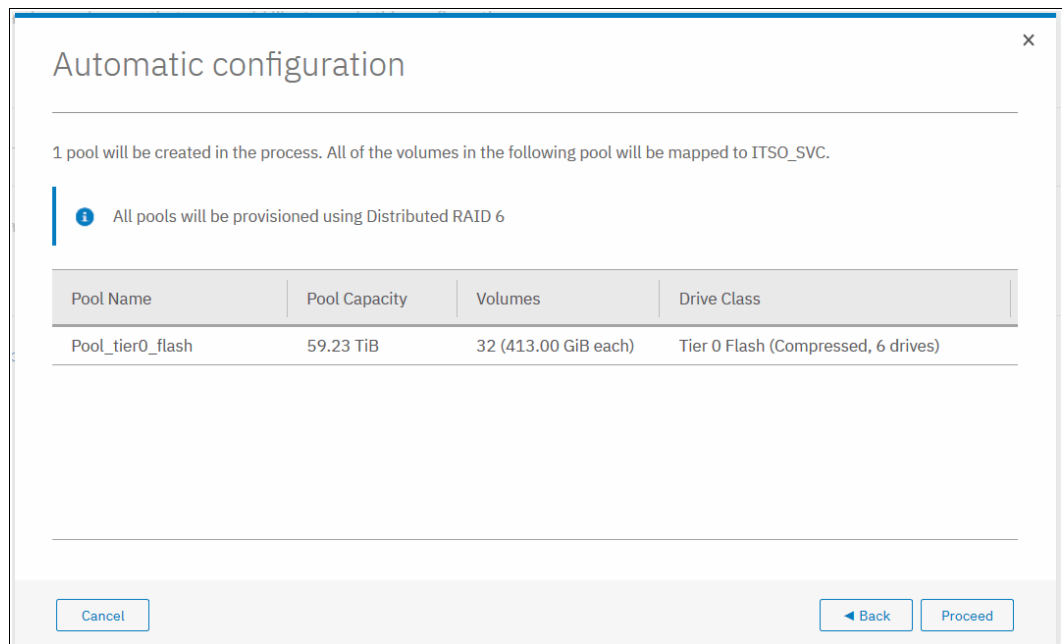 Automatic configuration
1 pool will be created in the process. All of the volumes in the following pool will be mapped to ITSO_SVC.
All pools will be provisioned using Distributed RAID 6
Pool Name Pool Capacity Volumes Drive Class
Pool_tier0_flash 59.23 TiB 32 (413.00 GiB each) Tier 0 Flash (Compressed, 6 drives)
Cancel ◄ Back Proceed